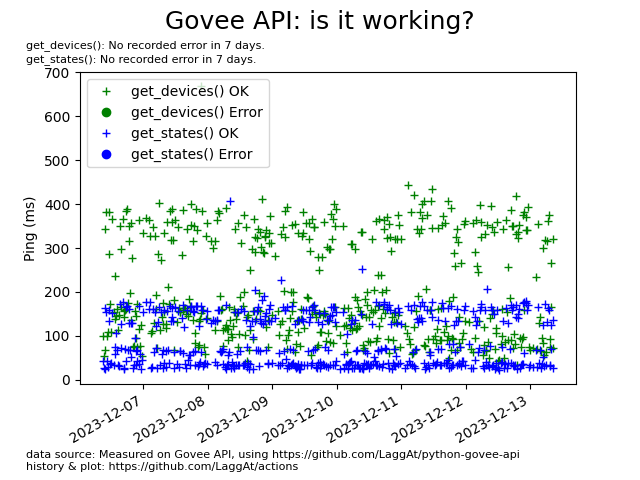 Govee API: is it working?
get_devices(): No recorded error in 7 days.
get_states(): No recorded error in 7 days.
700
600
500
400
300
200
100
0
Ping (ms)
get_devices() OK
get_devices() Error
get_states() OK
get_states() Error
2023-12-07
2023-12-08
2023-12-09
2023-12-10
2023-12-11
2023-12-12
2023-12-13
data source: Measured on Govee API, using https://github.com/LaggAt/python-govee-api
history & plot: https://github.com/LaggAt/actions